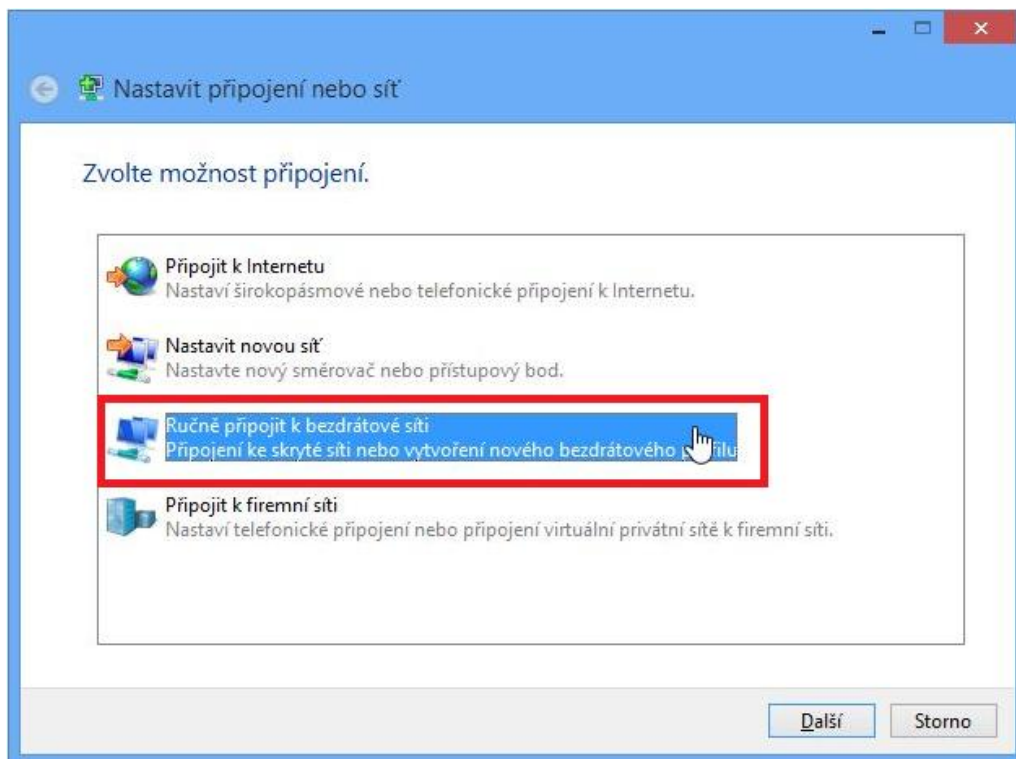 Nastavit připojení nebo síť
Zvolte možnost připojení.
Připojit k Internetu
Nastaví širokopásmové nebo telefonické připojení k Internetu.
Nastavit novou síť
Nastavte nový směrovač nebo přístupový bod.
Ručně připojit k bezdrátové síti
Připojení ke skryté síti nebo vytvoření nového bezdrátového
Připojit k firemní síti
Nastaví telefonické připojení nebo připojení virtuální privátní sítě k firemní síti.
Další
Storno